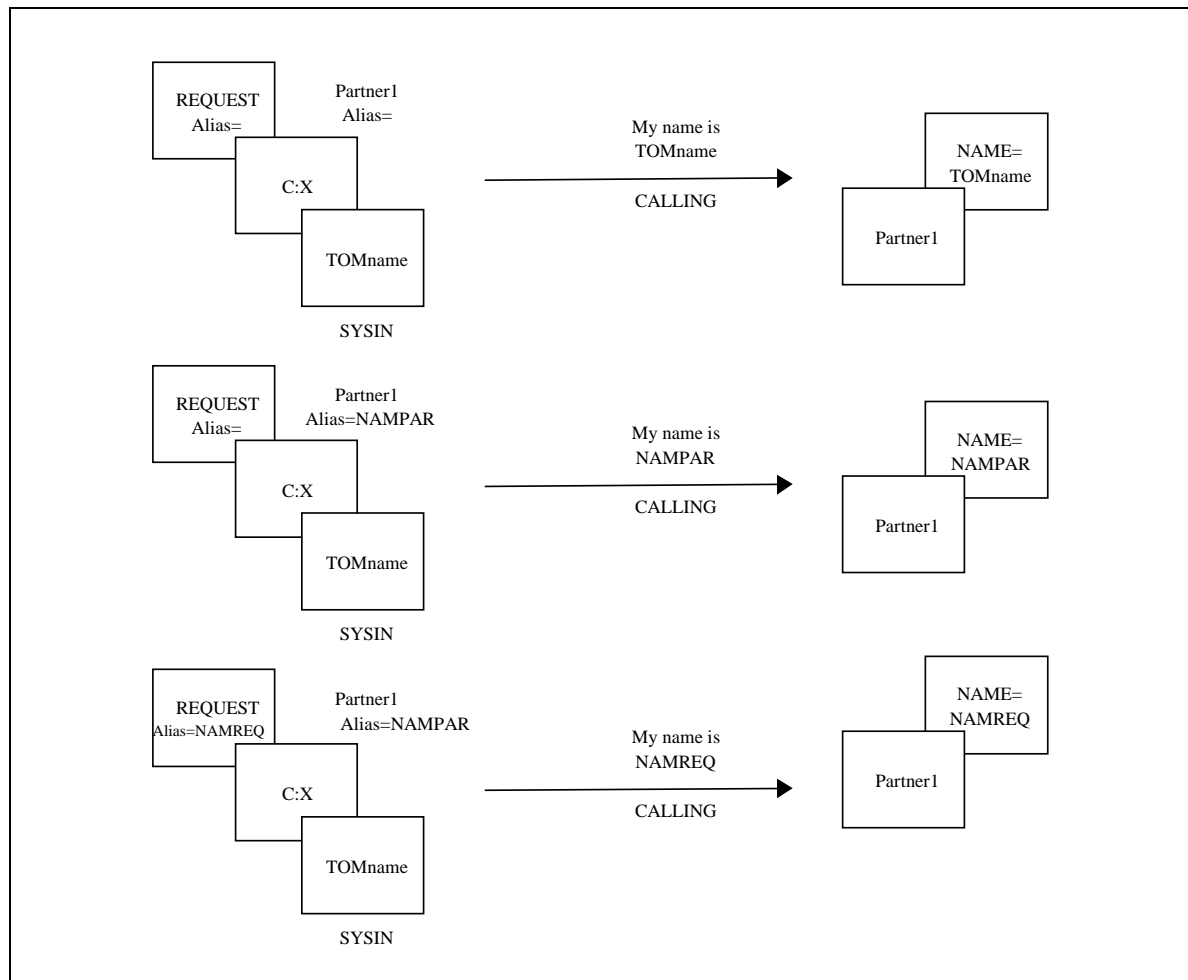 REQUEST
Alias=
Partner1
Alias=
C:X
TOMname
SYSIN
My name is
TOMname
CALLING
NAME=
TOMname
Partner1
REQUEST
Alias=
Partner1
Alias=NAMPAR
C:X
TOMname
SYSIN
My name is
NAMPAR
CALLING
NAME=
NAMPAR
Partner1
REQUEST
Alias=NAMREQ
Partner1
Alias=NAMPAR
C:X
TOMname
SYSIN
My name is
NAMREQ
CALLING
NAME=
NAMREQ
Partner1